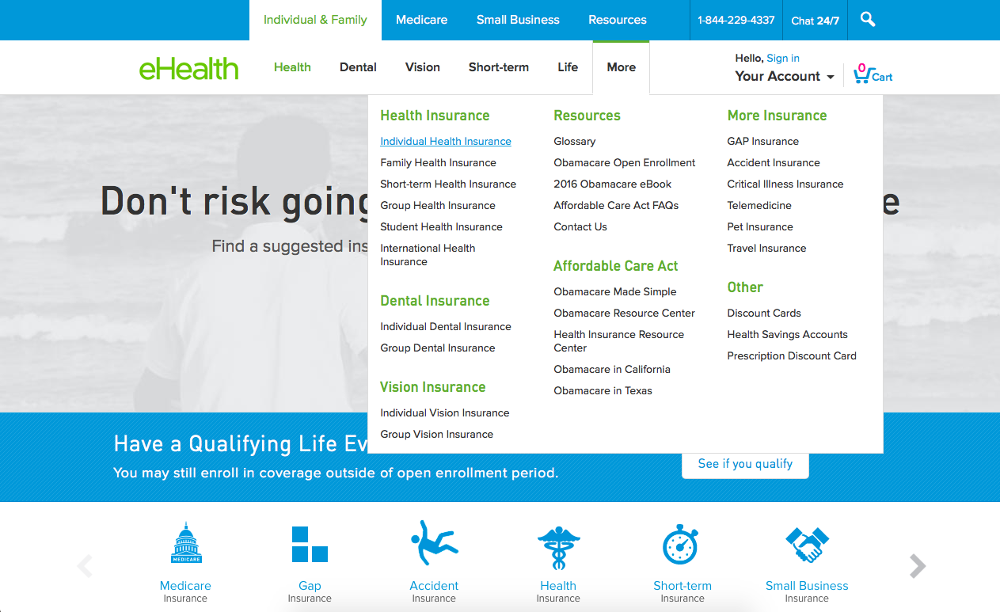 Individual & Family Medicare Small Business Resources 1-844-229-4337 Chat 24/7
eHealth
Health Dental Vision Short-term Life More
Hello, Sign in
Your Account
0
Cart
Health Insurance
Individual Health Insurance
Family Health Insurance
Short-term Health Insurance
Group Health Insurance
Student Health Insurance
International Health
Insurance
Dental Insurance
Individual Dental Insurance
Group Dental Insurance
Vision Insurance
Individual Vision Insurance
Group Vision Insurance
Resources
Glossary
Obamacare Open Enrollment
2016 Obamacare eBook
Affordable Care Act FAQs
Contact Us
Affordable Care Act
Obamacare Made Simple
Obamacare Resource Center
Health Insurance Resource
Center
Obamacare in California
Obamacare in Texas
More Insurance
GAP Insurance
Accident Insurance
Critical Illness Insurance
Telemedicine
Pet Insurance
Travel Insurance
Other
Discount Cards
Health Savings Accounts
Prescription Discount Card
Don't risk going
Find a suggested ins
Have a Qualifying Life Ev
You may still enroll in coverage outside of open enrollment period.
See if you qualify
MEDICARE
Medicare
Insurance
Gap
Insurance
Accident
Insurance
Health
Insurance
Short-term
Insurance
Small Business
Insurance